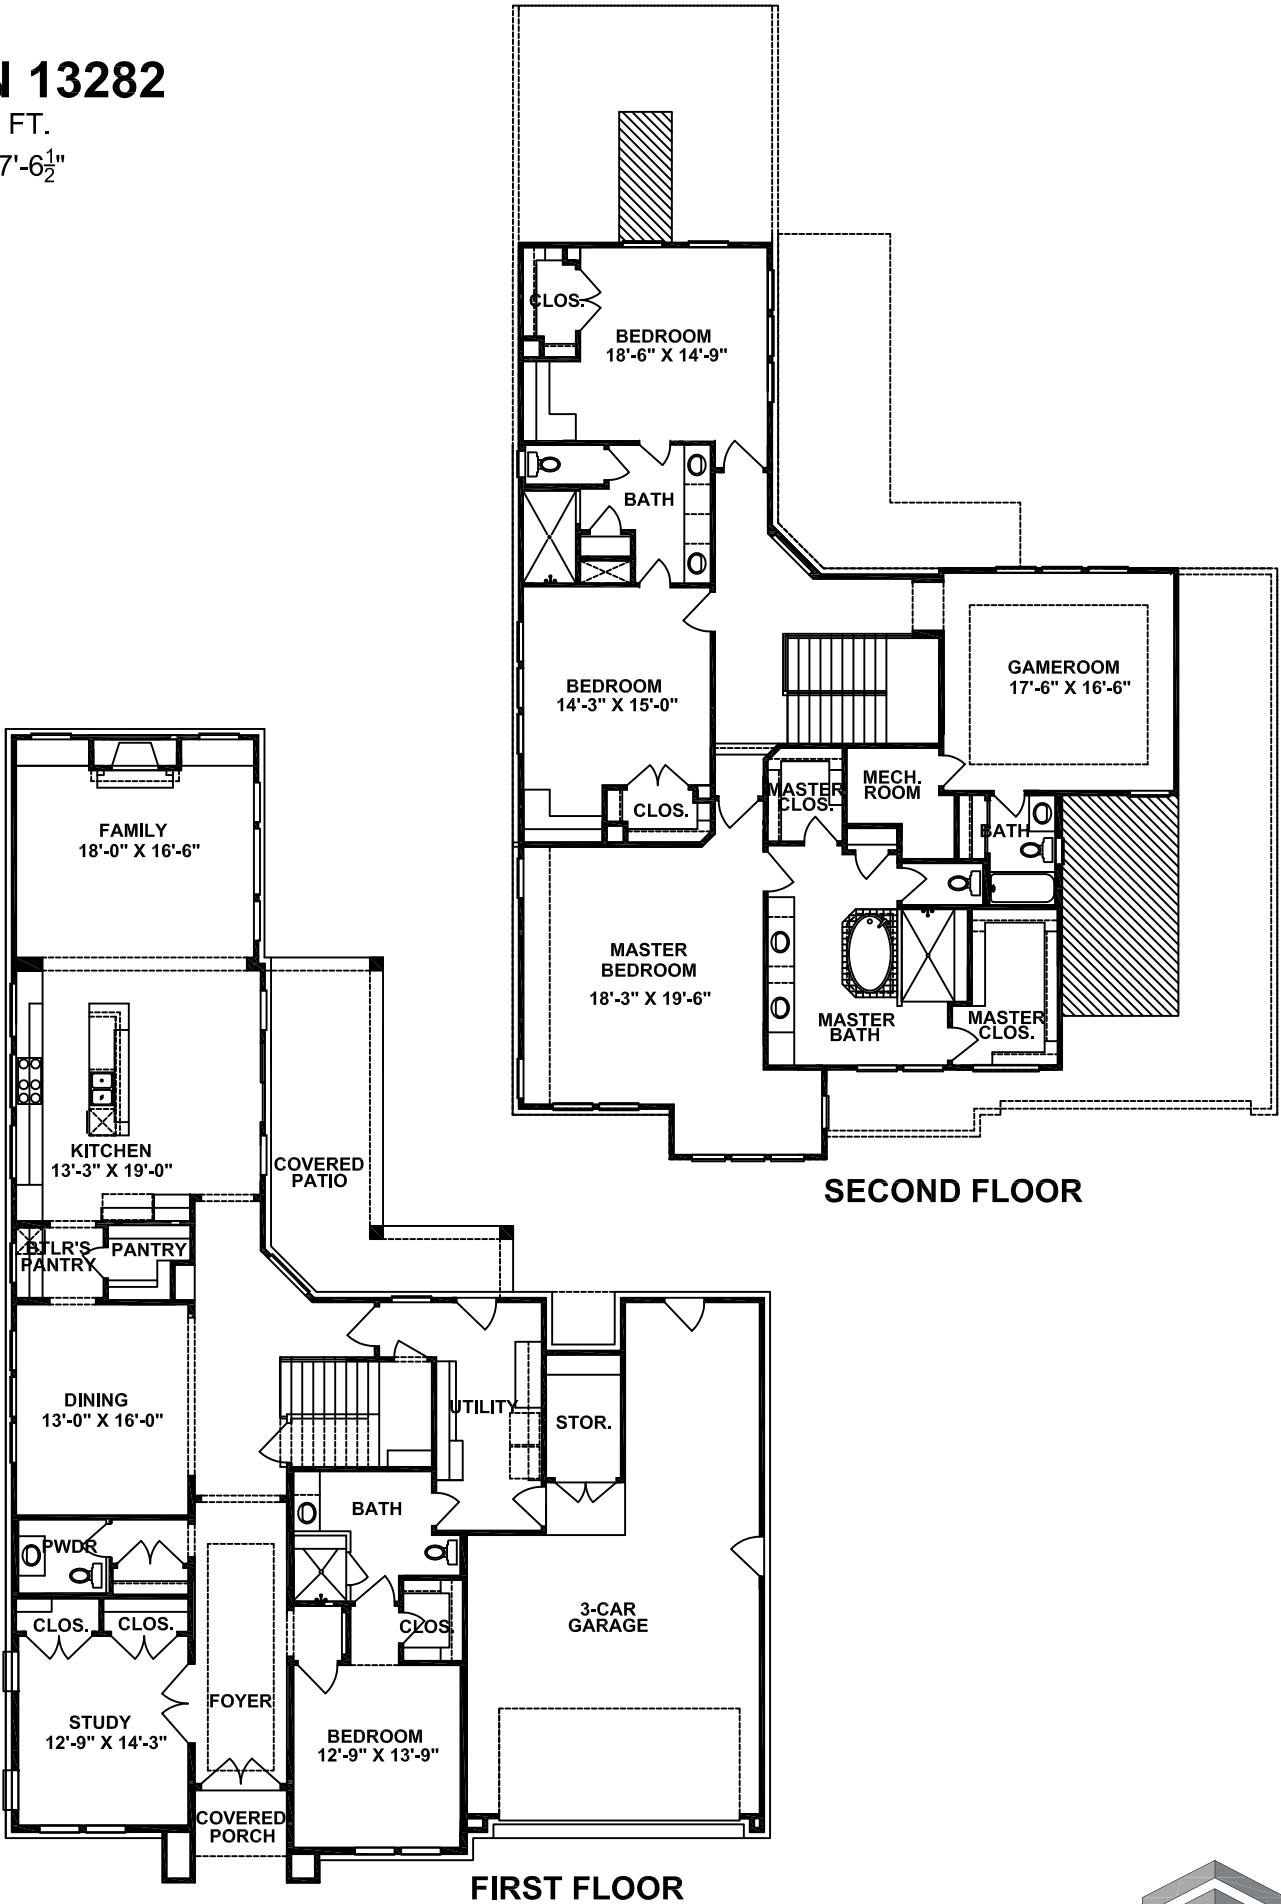 13282
FT.
7'-6½"
CLOS.
BEDROOM
18'-6" X 14'-9"
BATH
BEDROOM
14'-3" X 15'-0"
CLOS.
GAMEROOM
17'-6" X 16'-6"
MECH.
ROOM
MASTER
CLOS.
BATH
MASTER
BEDROOM
18'-3" X 19'-6"
MASTER
BATH
MASTER
CLOS.
SECOND FLOOR
FAMILY
18'-0" X 16'-6"
KITCHEN
13'-3" X 19'-0"
COVERED
PATIO
BTLR'S
PANTRY
PANTRY
DINING
13'-0" X 16'-0"
UTILITY
STOR.
BATH
PWDR
CLOS.
CLOS.
CLOS.
3-CAR
GARAGE
FOYER
STUDY
12'-9" X 14'-3"
BEDROOM
12'-9" X 13'-9"
COVERED
PORCH
FIRST FLOOR